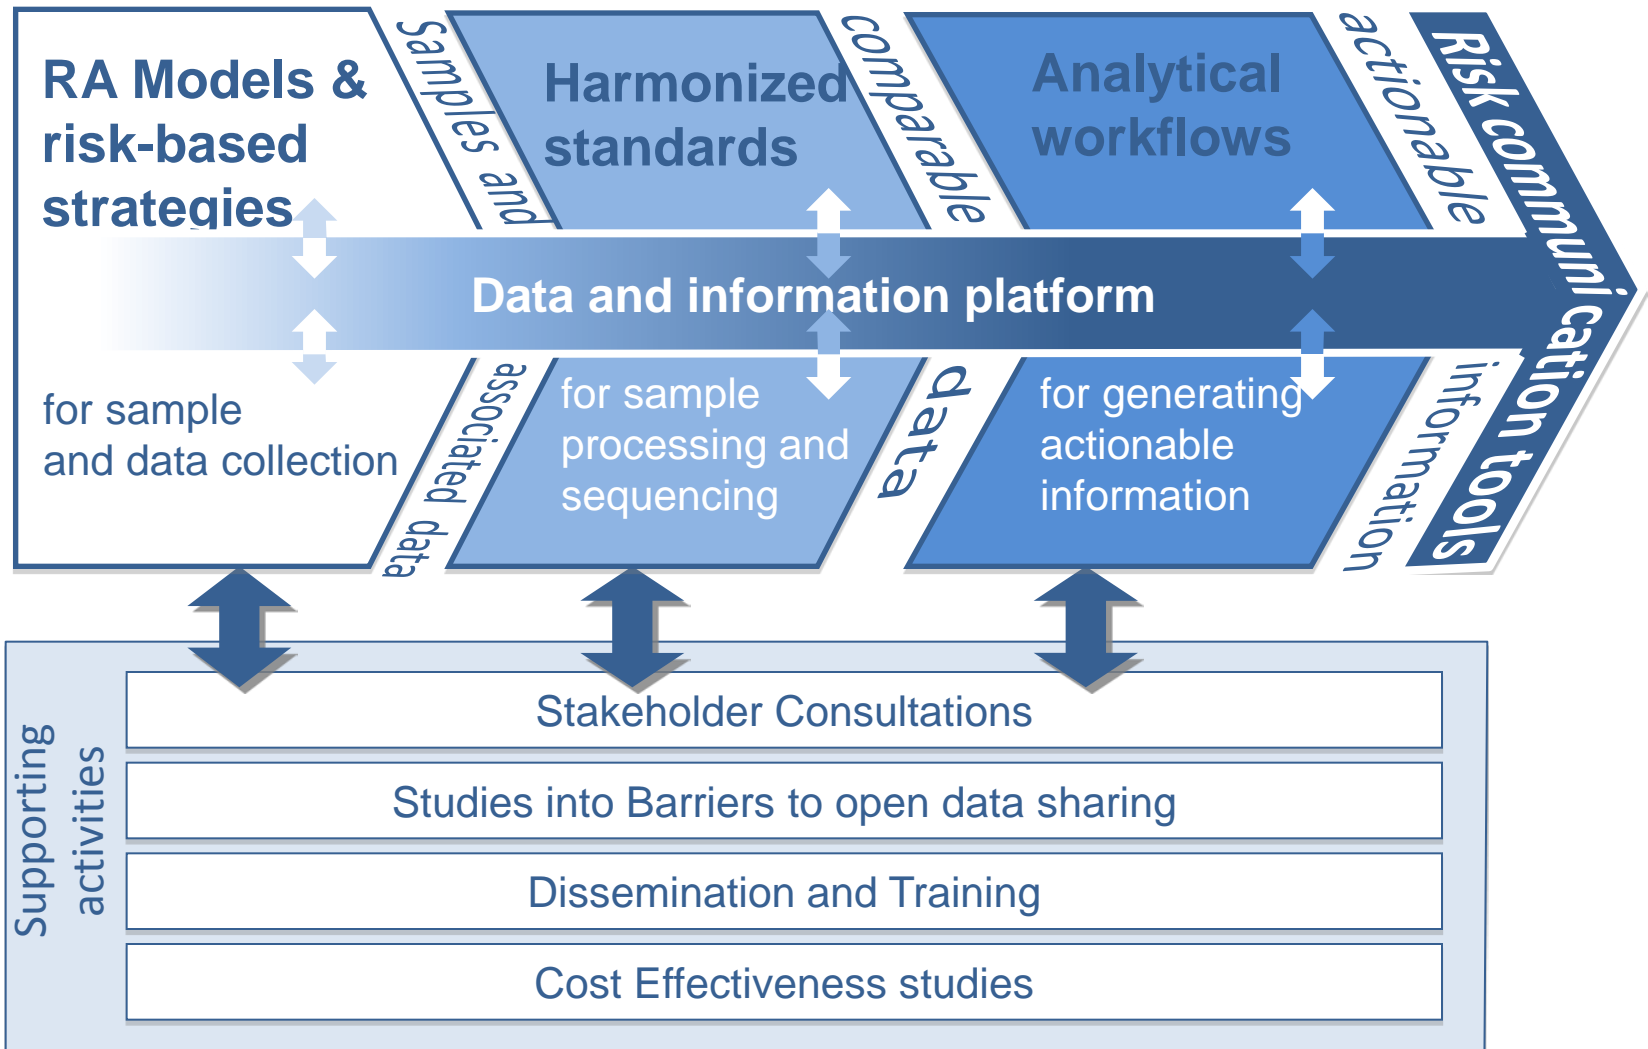 RA Models &
risk-based
strategies
for sample
and data collection
Samples and
associated data
Harmonized
standards
for sample
processing and
sequencing
comparable
data
Analytical
workflows
for generating
actionable
information
actionable
information
Risk communi cation tools
Data and information platform
Supporting
activities
Stakeholder Consultations
Studies into Barriers to open data sharing
Dissemination and Training
Cost Effectiveness studies